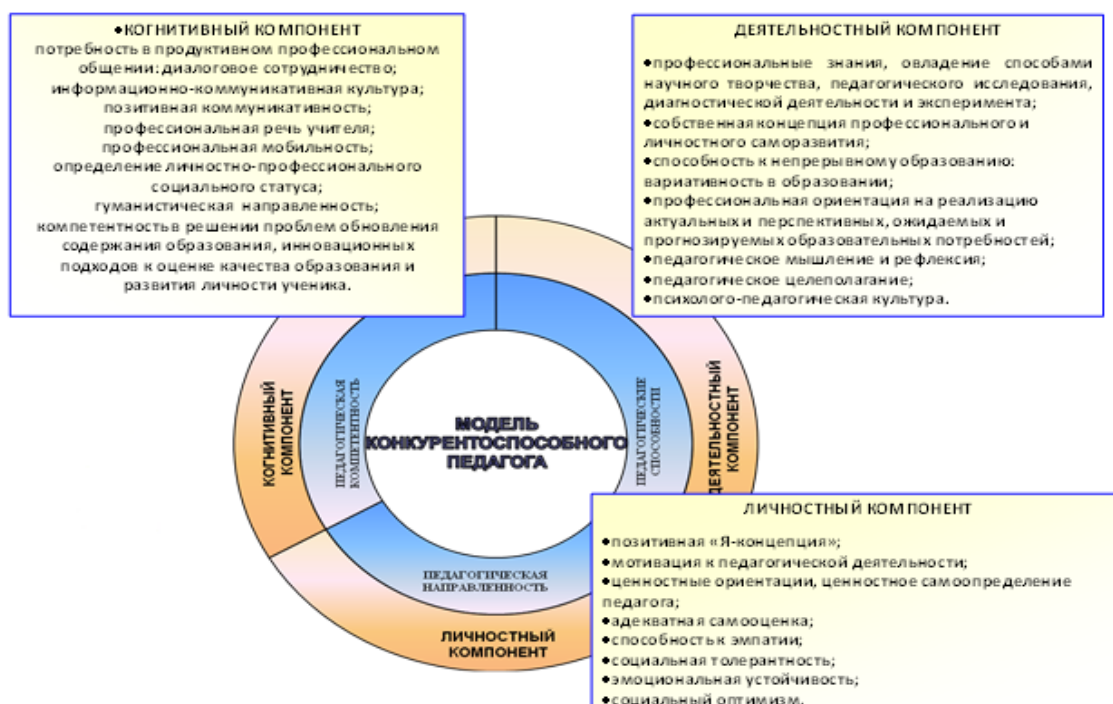 •КОГНИТИВНЫЙ КОМПОНЕНТ
потребность в продуктивном профессиональном
общении: диалоговое сотрудничество;
информационно-коммуникативная культура;
позитивная коммуникативность;
профессиональная речь учителя;
профессиональная мобильность;
определение личностно-профессионального
социального статуса;
гуманистическая направленность;
компетентность в решении проблем обновления
содержания образования, инновационных
подходов к оценке качества образования и
развития личности ученика.
ДЕЯТЕЛЬНОСТНЫЙ КОМПОНЕНТ
•профессиональные знания, овладение способами
научного творчества, педагогического исследования,
диагностической деятельности и эксперимента;
•собственная концепция профессионального и
личностного саморазвития;
•способность к непрерывному образованию:
вариативность в образовании;
•профессиональная ориентация на реализацию
актуальных и перспективных, ожидаемых и
прогнозируемых образовательных потребностей;
•педагогическое мышление и рефлексия;
•педагогическое целеполагание;
•психолого-педагогическая культура.
КОГНИТИВНЫЙ
КОМПОНЕНТ
ПЕДАГОГИЧЕСКАЯ
КОМПЕТЕНТНОСТЬ
МОДЕЛЬ
КОНКУРЕНТОСПОСОБНОГО
ПЕДАГОГА
ПЕДАГОГИЧЕСКИЕ
СПОСОБНОСТИ
ДЕЯТЕЛЬНОСТНЫЙ
КОМПОНЕНТ
ПЕДАГОГИЧЕСКАЯ
НАПРАВЛЕННОСТЬ
ЛИЧНОСТНЫЙ
КОМПОНЕНТ
ЛИЧНОСТНЫЙ КОМПОНЕНТ
•позитивная «Я-концепция»;
•мотивация к педагогической деятельности;
•ценностные ориентации, ценностное самоопределение
педагога;
•адекватная самооценка;
•способность к эмпатии;
•социальная толерантность;
•эмоциональная устойчивость;
•социальный оптимизм.